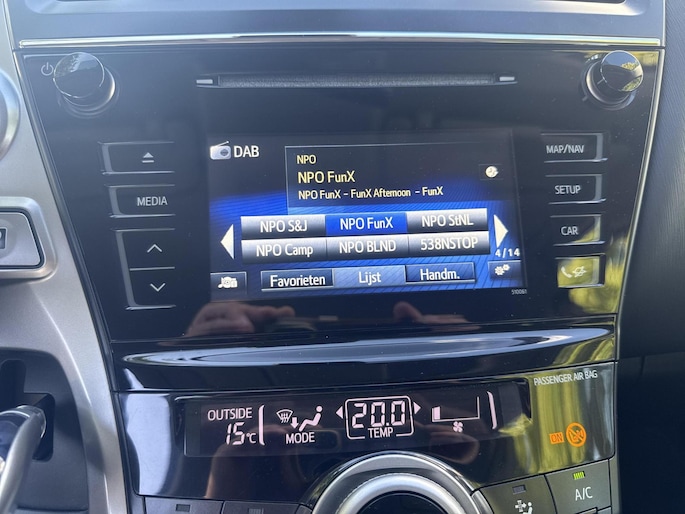 DAB
NPO
NPO FunX
NPO FunX - FunX Afternoon - FunX
NPO S&J NPO FunX NPO StNL
NPO Camp NPO BLND 538NSTOP
4/14
Favorieten Lijst Handm.
510061
MEDIA
MAP/NAV
SETUP
CAR
OUTSIDE
15°C
MODE
20.0
TEMP
PASSENGER AIR BAG
ON
A/C